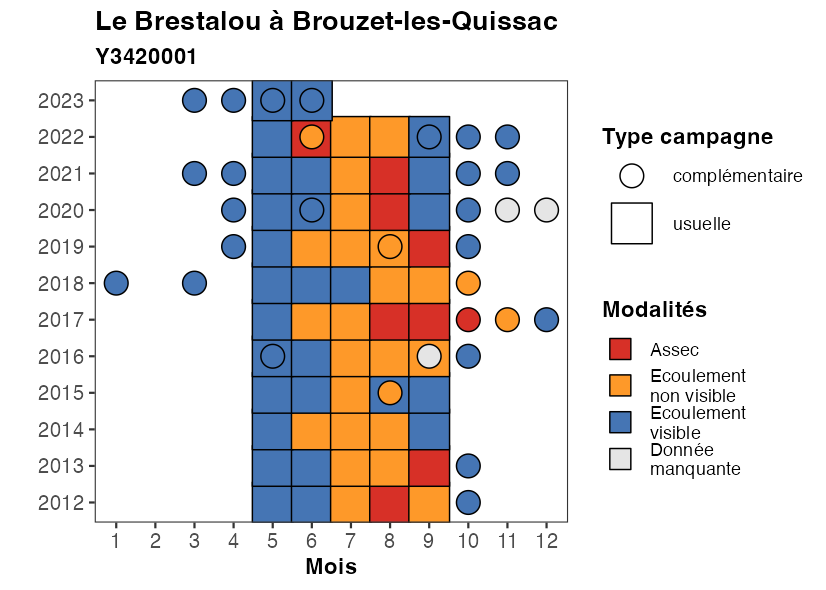 Le Brestalou à Brouzet-les-Quissac
Y3420001
2023
2022
2021
2020
2019
2018
2017
2016
2015
2014
2013
2012
1 2 3 4 5 6 7 8 9 10 11 12
Mois
Type campagne
complémentaire
usuelle
Modalités
Assec
Ecoulement
non visible
Ecoulement
visible
Donnée
manquante